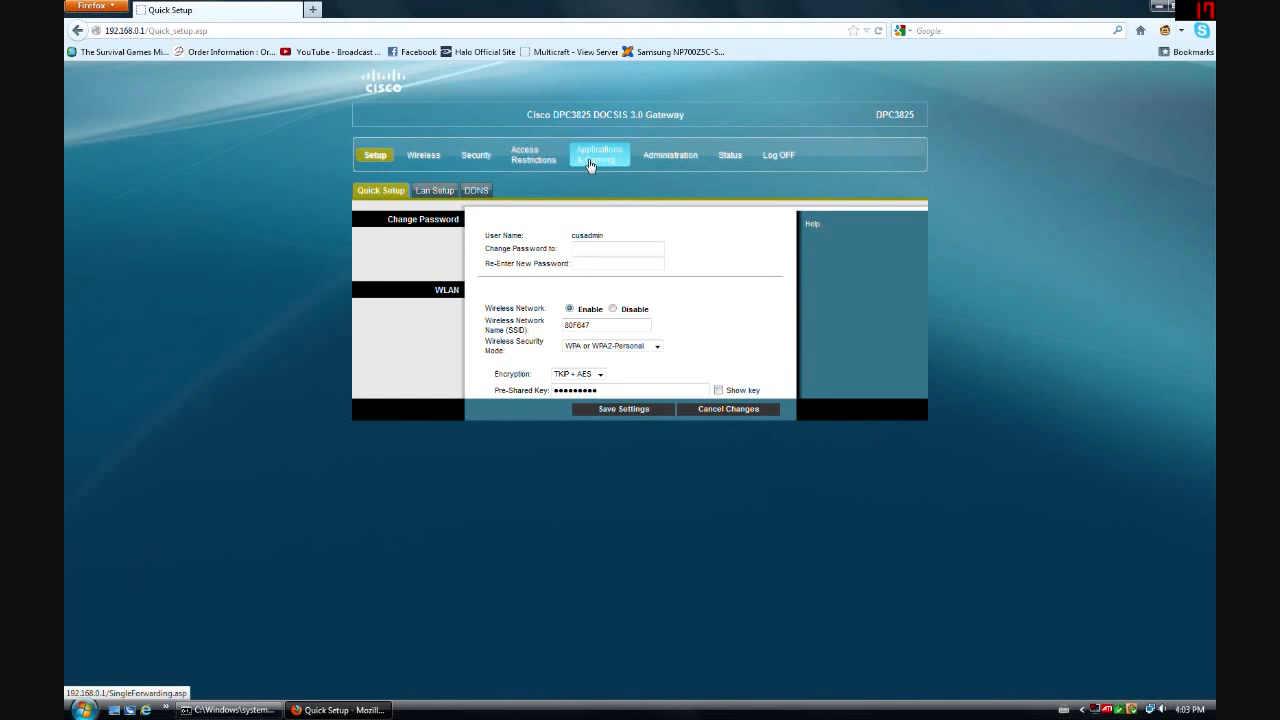 Firefox
Quick Setup
17
192.168.0.1/Quick_setup.asp
Google
The Survival Games Mi...
Order Information : Or...
YouTube - Broadcast ...
Facebook
Halo Official Site
Multicraft - View Server
Samsung NP700Z5C-S...
Bookmarks
CISCO
Cisco DPC3825 DOCSIS 3.0 Gateway
DPC3825
Setup
Wireless
Security
Access Restrictions
Applications & Gaming
Administration
Status
Log OFF
Quick Setup
Lan Setup
DDNS
Change Password
User Name: cusadmin
Change Password to:
Re-Enter New Password:
Help...
WLAN
Wireless Network: Enable Disable
Wireless Network Name (SSID): 80F647
Wireless Security Mode: WPA or WPA2-Personal
Encryption: TKIP + AES
Pre-Shared Key: ••••••••• Show key
Save Settings
Cancel Changes
192.168.0.1/SingleForwarding.asp
C:\Windows\system...
Quick Setup - Mozil...
4:03 PM